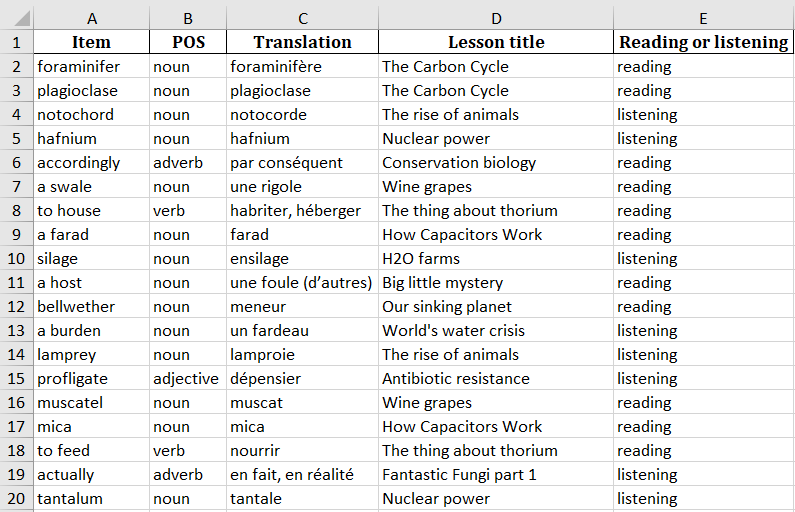 A B C D E
1 Item POS Translation Lesson title Reading or listening
2 foraminifer noun foraminifère The Carbon Cycle reading
3 plagioclase noun plagioclase The Carbon Cycle reading
4 notochord noun notocorde The rise of animals listening
5 hafnium noun hafnium Nuclear power listening
6 accordingly adverb par conséquent Conservation biology reading
7 a swale noun une rigole Wine grapes reading
8 to house verb habriter, héberger The thing about thorium reading
9 a farad noun farad How Capacitors Work reading
10 silage noun ensilage H2O farms listening
11 a host noun une foule (d’autres) Big little mystery reading
12 bellwether noun meneur Our sinking planet reading
13 a burden noun un fardeau World's water crisis listening
14 lamprey noun lamproie The rise of animals listening
15 profligate adjective dépensier Antibiotic resistance listening
16 muscatel noun muscat Wine grapes reading
17 mica noun mica How Capacitors Work reading
18 to feed verb nourrir The thing about thorium reading
19 actually adverb en fait, en réalité Fantastic Fungi part 1 listening
20 tantalum noun tantale Nuclear power listening